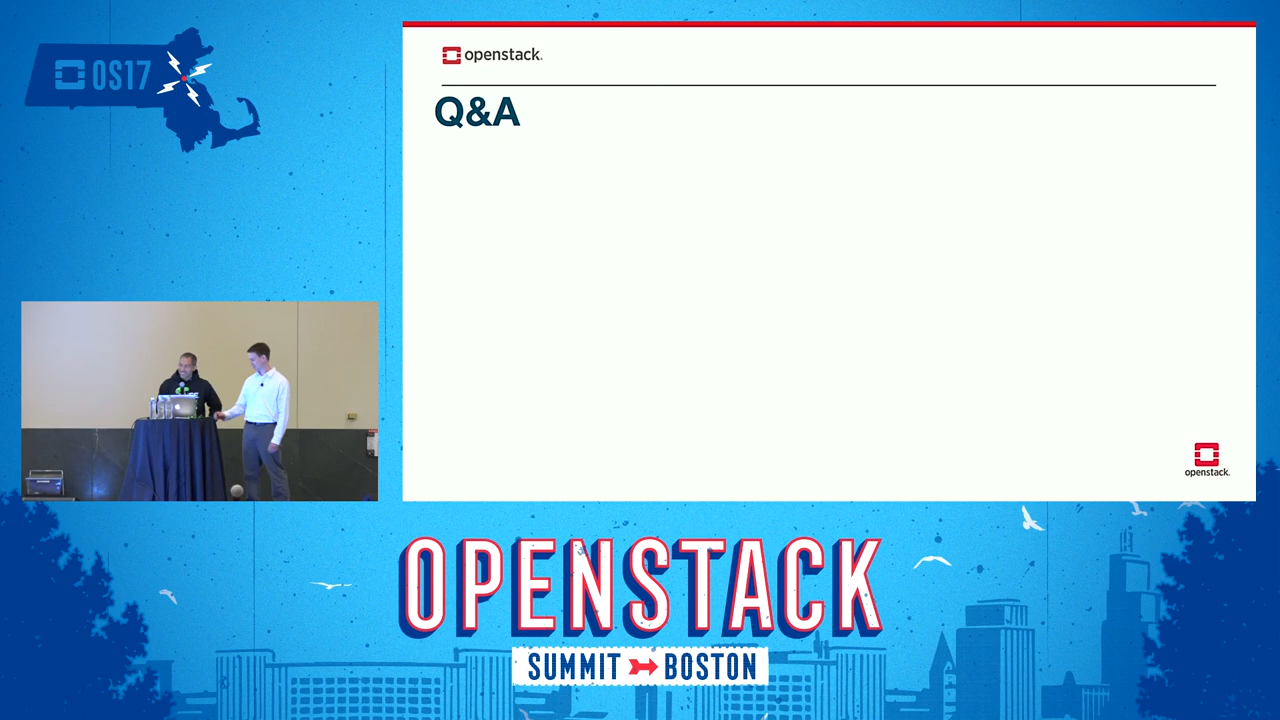 OS17
openstack.
Q&A
openstack.
OPENSTACK
SUMMIT BOSTON